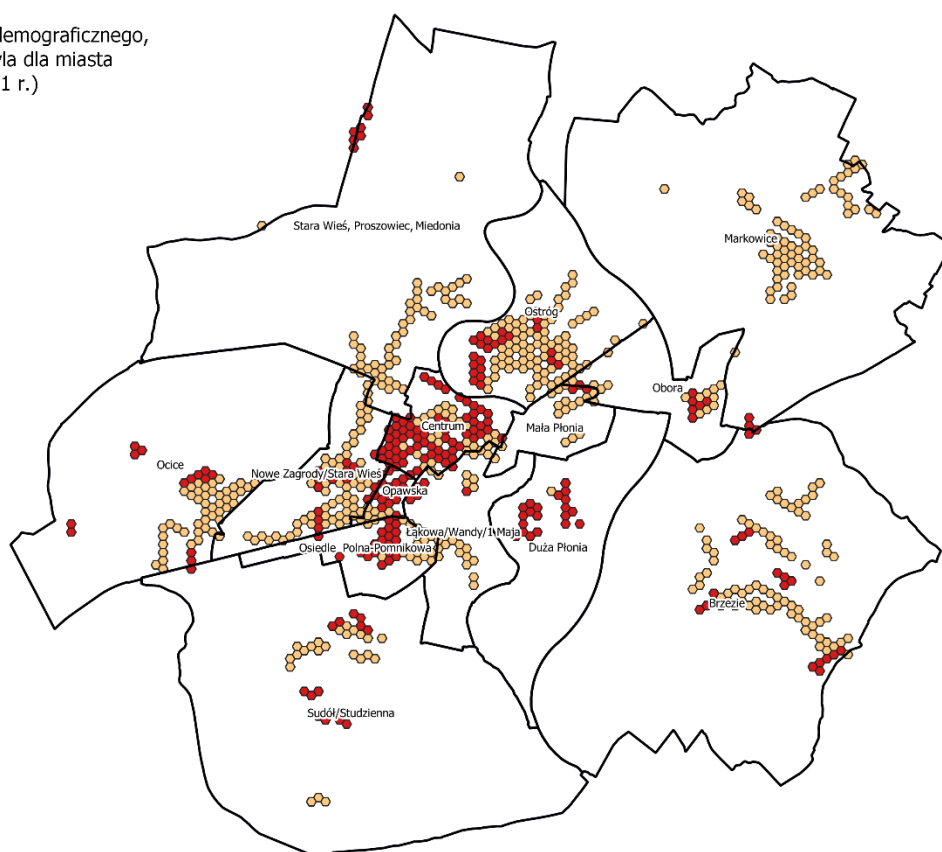 demograficznego,
yla dla miasta
1 r.)
Stara Wieś, Proszowiec, Miedonia
Markowice
Ostróg
Obora
Centrum
Mała Płonia
Ocice
Nowe Zagrody/Stara Wieś
Opawska
Łąkowa/Wandy/1 Maja
Osiedle Polna-Pomnikowa
Duża Płonia
Brzezie
Sudół/Studzienna